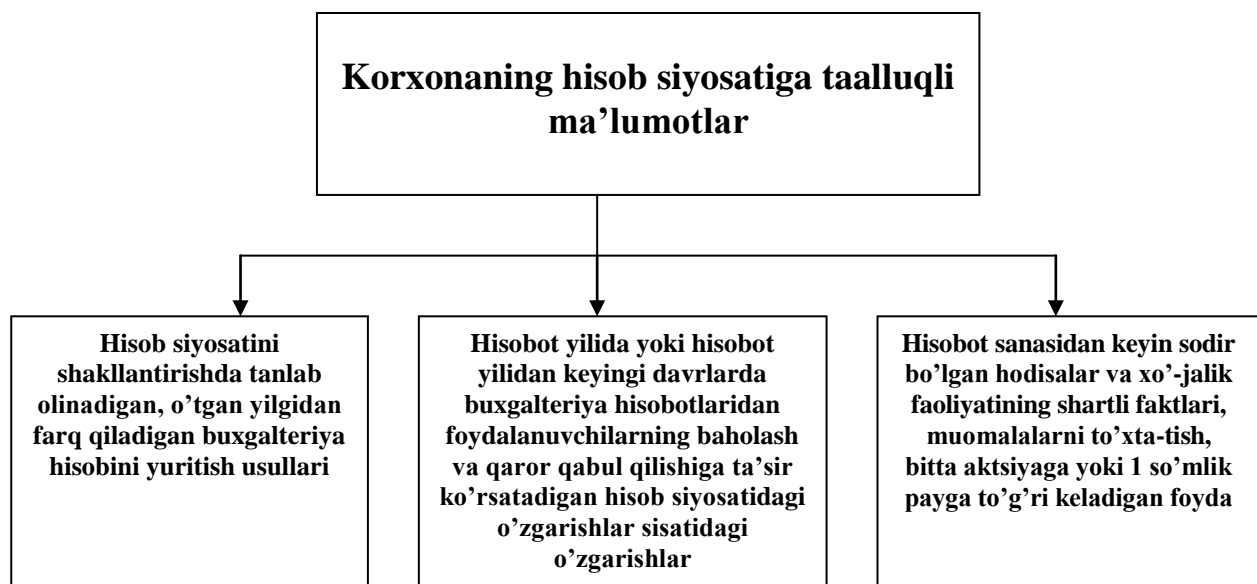 Korxonaning hisob siyosatiga taalluqli
ma’lumotlar
Hisob siyosatini
shakllantirishda tanlab
olinadigan, o’tgan yilgidan
farq qiladigan buxgalteriya
hisobini yuritish usullari
Hisobot yilida yoki hisobot
yilidan keyingi davrlarda
buxgalteriya hisobotlaridan
foydalanuvchilarning baholash
va qaror qabul qilishiga ta’sir
ko’rsatadigan hisob siyosatidagi
o’zgarishlar sisatidagi
o’zgarishlar
Hisobot sanasidan keyin sodir
bo’lgan hodisalar va xo’-jalik
faoliyatining shartli faktlari,
muomalalarni to’xta-tish,
bitta aktsiyaga yoki 1 so’mlik
payga to’g’ri keladigan foyda